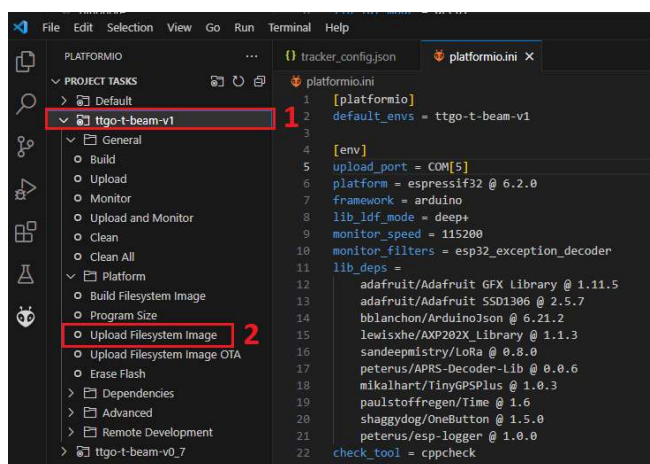 File Edit Selection View Go Run Terminal Help
PLATFORMIO ...
PROJECT TASKS
Default
ttgo-t-beam-v1 1
General
Build
Upload
Monitor
Upload and Monitor
Clean
Clean All
Platform
Build Filesystem Image
Program Size
Upload Filesystem Image 2
Upload Filesystem Image OTA
Erase Flash
Dependencies
Advanced
Remote Development
ttgo-t-beam-v0_7
{} tracker_config.json platformio.ini ×
platformio.ini
1 [platformio]
2 default_envs = ttgo-t-beam-v1
3
4 [env]
5 upload_port = COM[5]
6 platform = espressif32 @ 6.2.0
7 framework = arduino
8 lib_ldf_mode = deep+
9 monitor_speed = 115200
10 monitor_filters = esp32_exception_decoder
11 lib_deps =
12 adafruit/Adafruit GFX Library @ 1.11.5
13 adafruit/Adafruit SSD1306 @ 2.5.7
14 bblanchon/ArduinoJson @ 6.21.2
15 lewisxhe/AXP202X_Library @ 1.1.3
16 sandeepmistry/LoRa @ 0.8.0
17 peterus/APRS-Decoder-Lib @ 0.0.6
18 mikalhart/TinyGPSPlus @ 1.0.3
19 paulstoffregen/Time @ 1.6
20 shaggydog/OneButton @ 1.5.0
21 peterus/esp-logger @ 1.0.0
22 check_tool = cppcheck